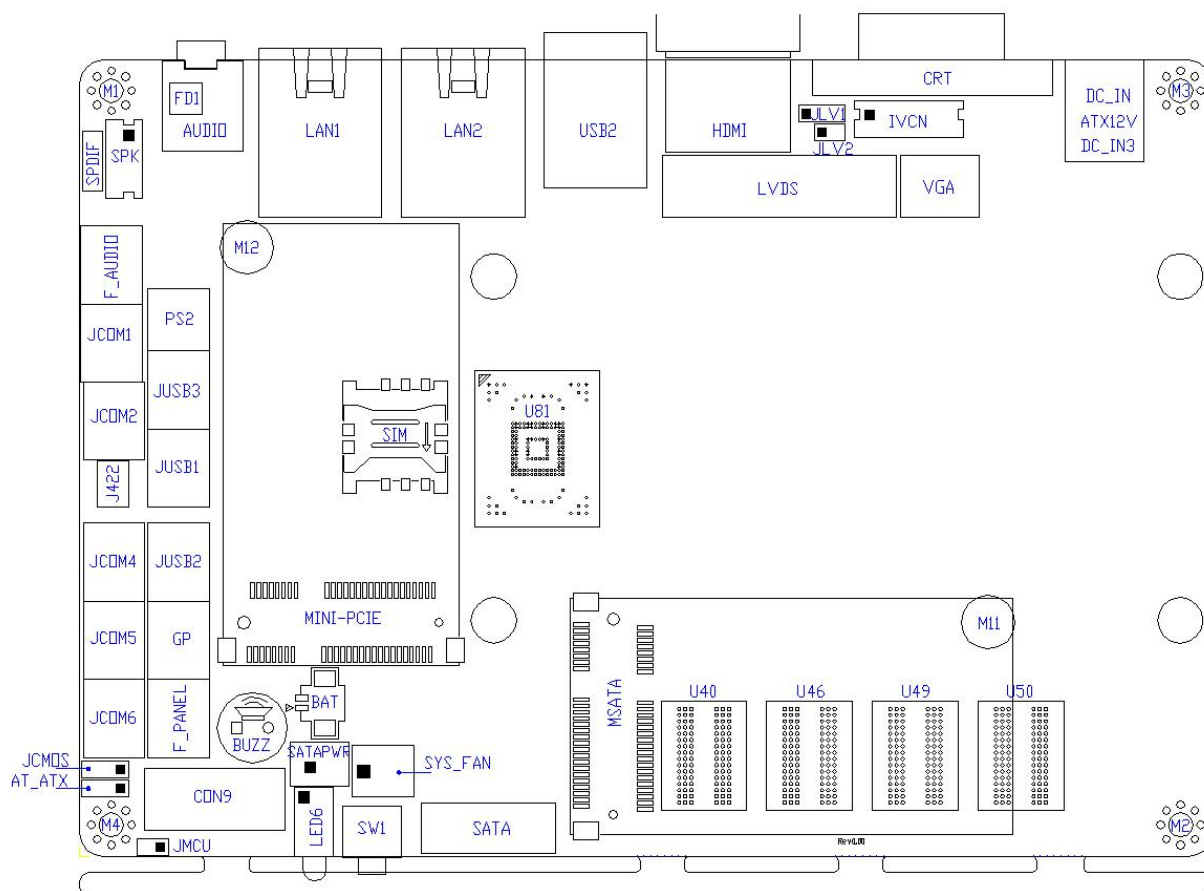 M1
FD1
AUDIO
LAN1
LAN2
USB2
HDMI
CRT
JLV1
JLV2
IVCN
DC_IN
ATX12V
DC_IN3
M3
SPDIF
SPK
LVDS
VGA
F_AUDIO
M12
PS2
JCOM1
JUSB3
JCOM2
SIM
U81
JUSB1
J422
JCOM4
JUSB2
MINI-PCIE
M11
JCOM5
GP
JCOM6
F_PANEL
BUZZ
BAT
MSATA
U40
U46
U49
U50
SATAPWR
SYS_FAN
JCMOS
AT_ATX
CON9
LED6
SW1
SATA
M4
JMCU
Rev1.00
M2